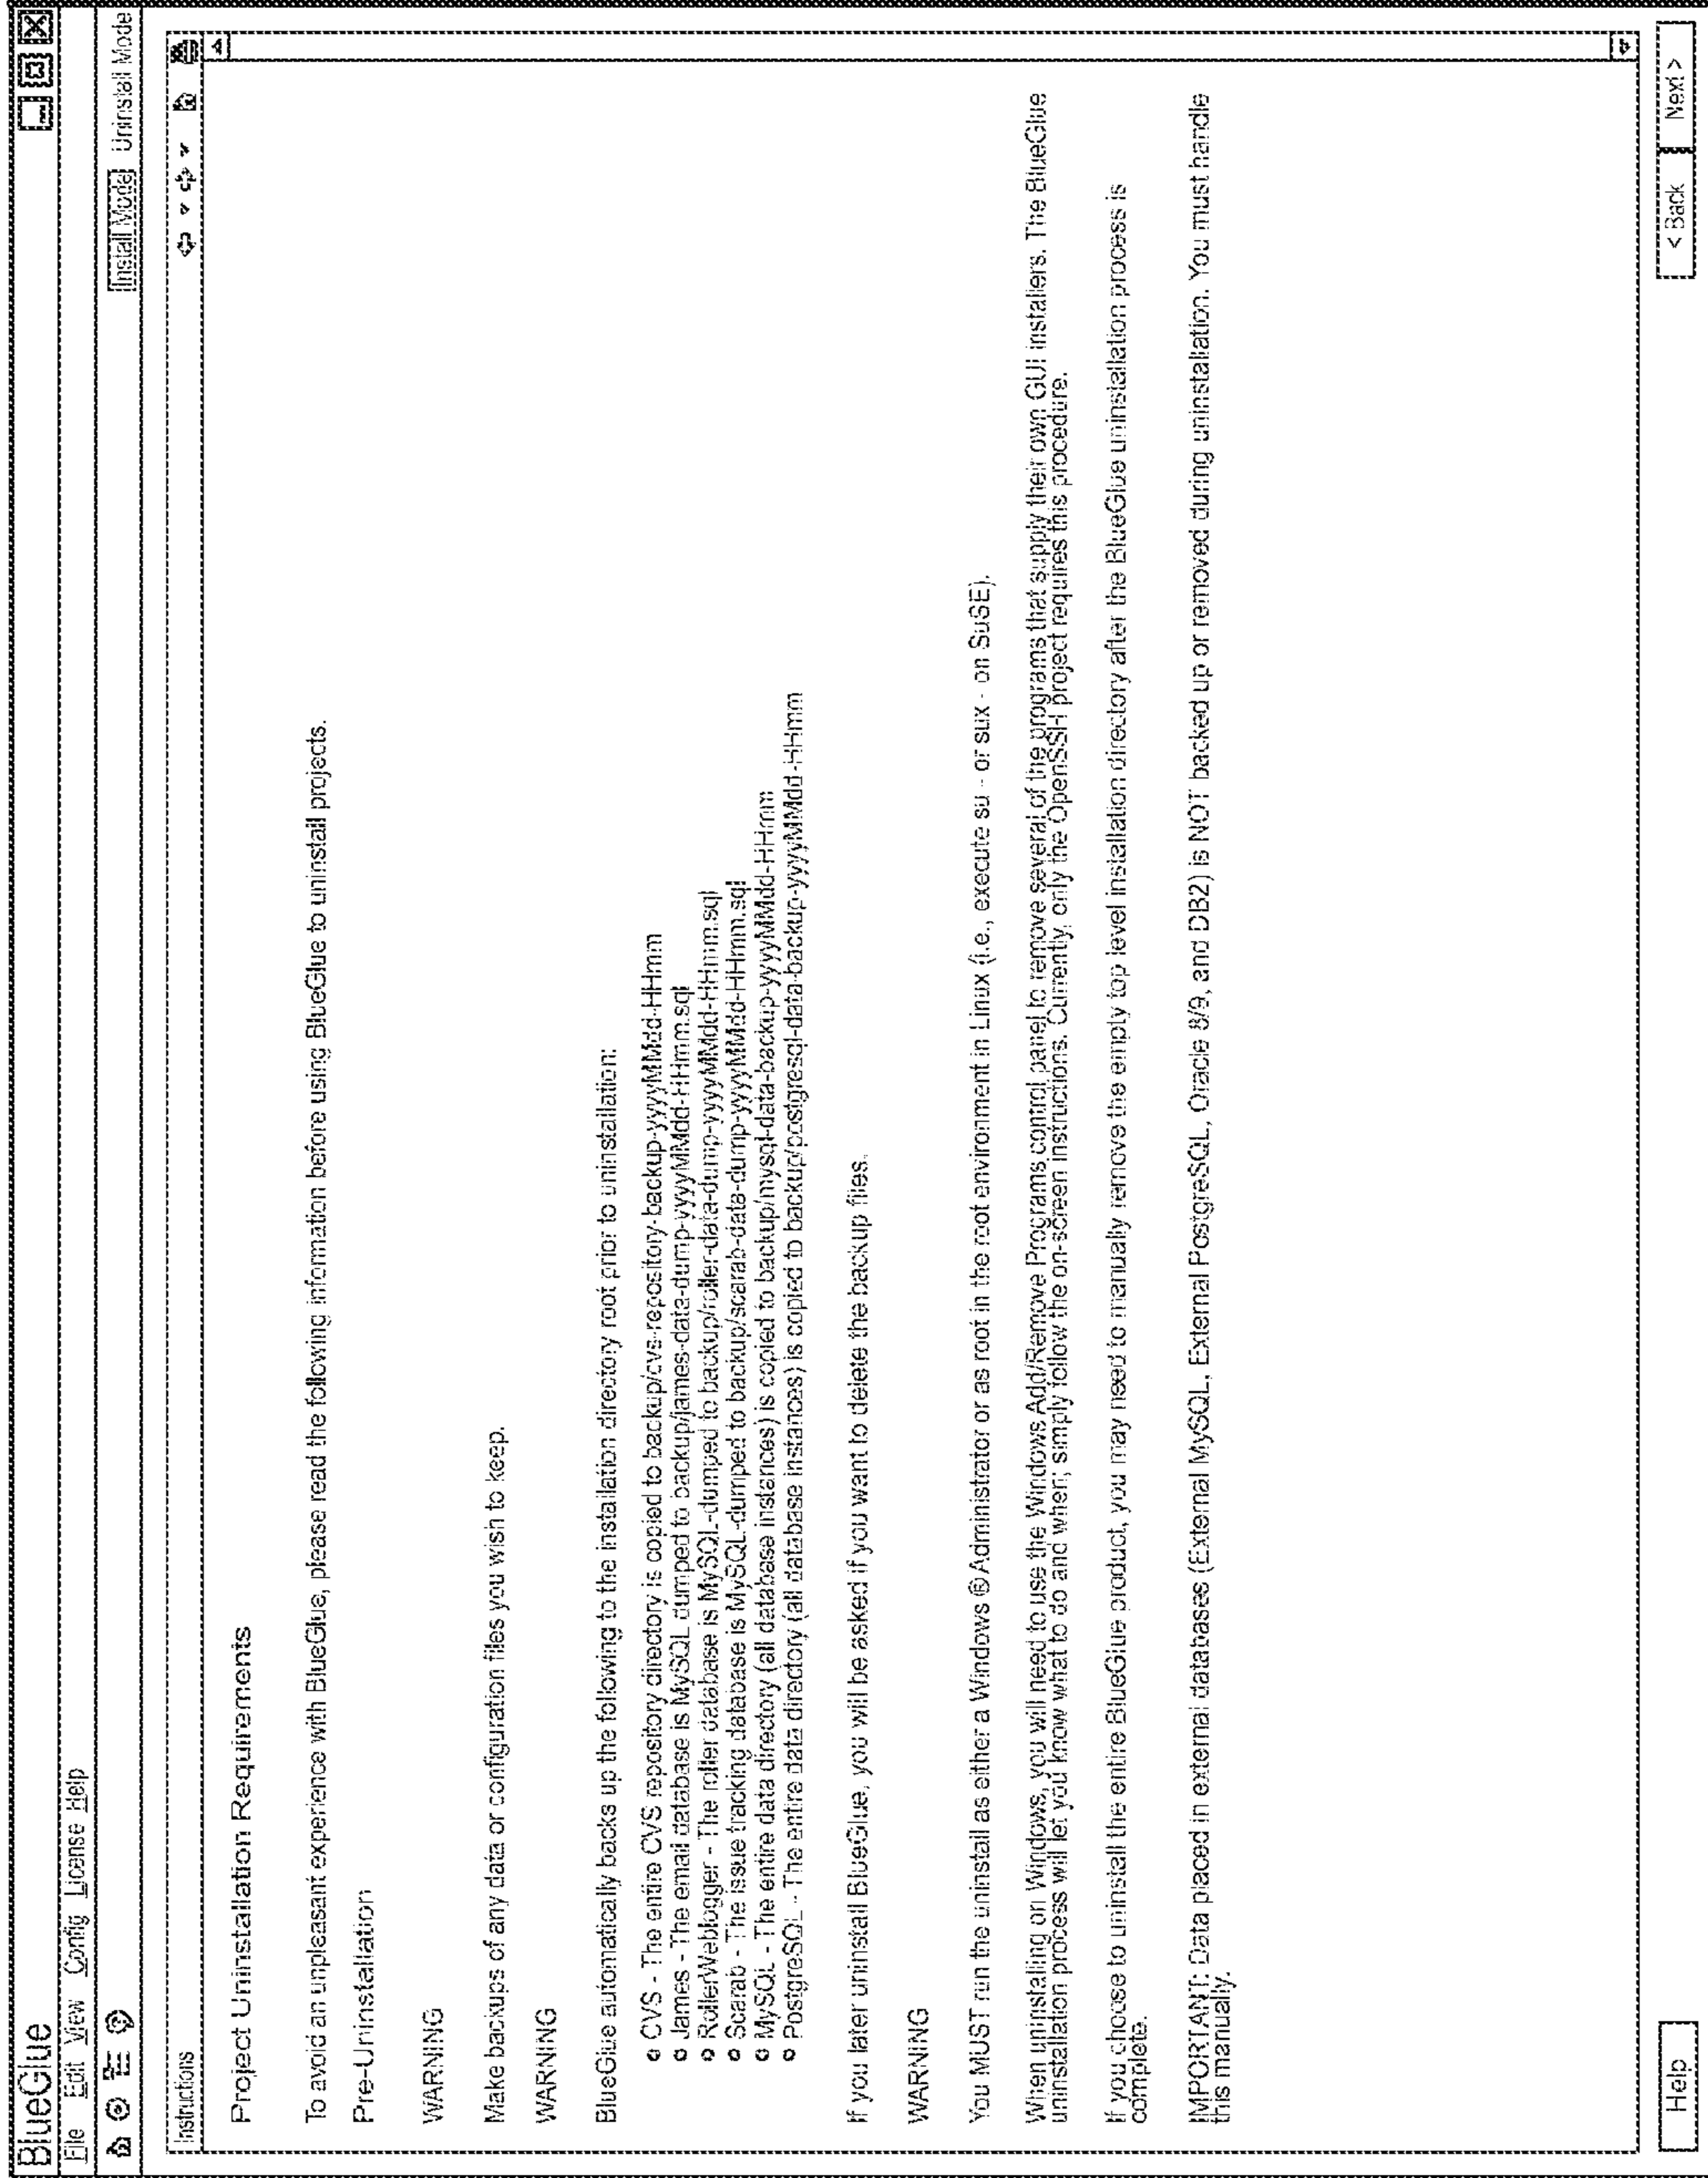 BlueGlue
File Edit View Config License Help
Install Mode Uninstall Mode
Instructions
Project Uninstallation Requirements
To avoid an unpleasant experience with BlueGlue, please read the following information before using BlueGlue to uninstall projects.
Pre-Uninstallation
WARNING
Make backups of any data or configuration files you wish to keep.
WARNING
BlueGlue automatically backs up the following to the installation directory root prior to uninstallation:
CVS - The entire CVS repository directory is copied to backup/cvs-repository-backup-yyyyMMdd-HHmm
James - The email database is MySQL dumped to backup/james-data-dump-yyyyMMdd-HHmm.sql
RollerWeblogger - The roller database is MySQL-dumped to backup/roller-data-dump-yyyyMMdd-HHmm.sql
Scarab - The issue tracking database is MySQL-dumped to backup/scarab-data-dump-yyyyMMdd-HHmm.sql
MySQL - The entire data directory (all database instances) is copied to backup/mysql-data-backup-yyyyMMdd-HHmm
PostgreSQL - The entire data directory (all database instances) is copied to backup/postgresql-data-backup-yyyyMMdd-HHmm
If you later uninstall BlueGlue, you will be asked if you want to delete the backup files.
WARNING
You MUST run the uninstall as either a Windows ® Administrator or as root in the root environment in Linux (i.e., execute su - or sux - on SuSE).
When uninstalling on Windows, you will need to use the Windows Add/Remove Programs control panel to remove several of the programs that supply their own GUI installers. The BlueGlue
uninstallation process will let you know what to do and when; simply follow the on-screen instructions. Currently, only the OpenSSH project requires this procedure.
If you choose to uninstall the entire BlueGlue product, you may need to manually remove the empty top level installation directory after the BlueGlue uninstallation process is
complete.
IMPORTANT: Data placed in external databases (External MySQL, External PostgreSQL, Oracle 8/9, and DB2) is NOT backed up or removed during uninstallation. You must handle
this manually.
Help < Back Next >